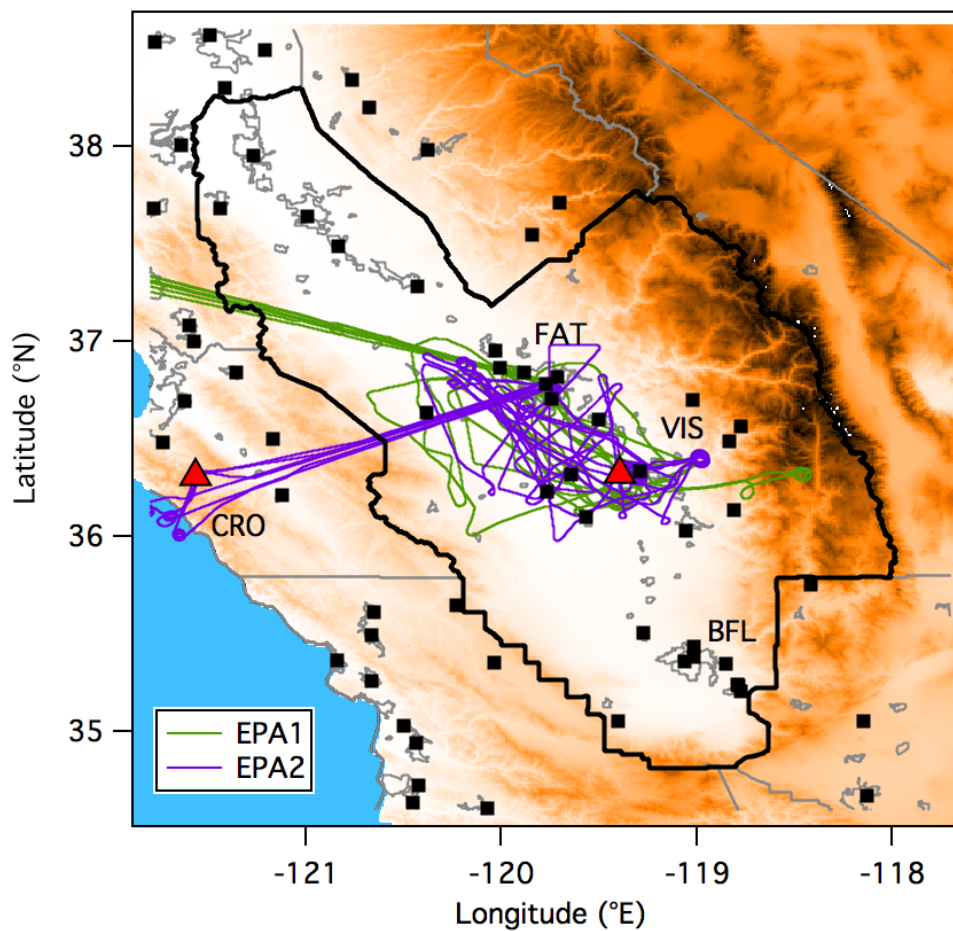 38
37
36
35
Latitude (°N)
FAT
VIS
CRO
BFL
EPA1
EPA2
-121
-120
-119
-118
Longitude (°E)